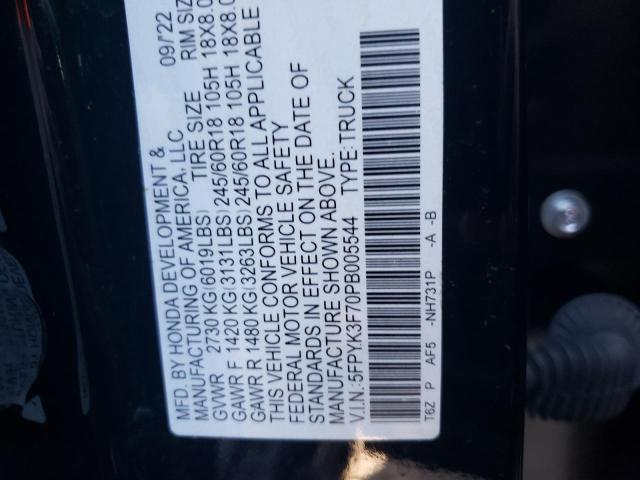 MFD. BY HONDA DEVELOPMENT & 09/'22
MANUFACTURING OF AMERICA, LLC
TIRE SIZE RIM SIZ
GVWR 2730 KG(6019LBS)
GAWR F 1420 KG(3131LBS) 245/60R18 105H 18X8.0
GAWR R 1480 KG(3263LBS) 245/60R18 105H 18X8.0
THIS VEHICLE CONFORMS TO ALL APPLICABLE
FEDERAL MOTOR VEHICLE SAFETY
STANDARDS IN EFFECT ON THE DATE OF
MANUFACTURE SHOWN ABOVE.
V.I.N.: 5FPYK3F70PB005544 TYPE: TRUCK
T6Z P AF5 -NH731P -A -B